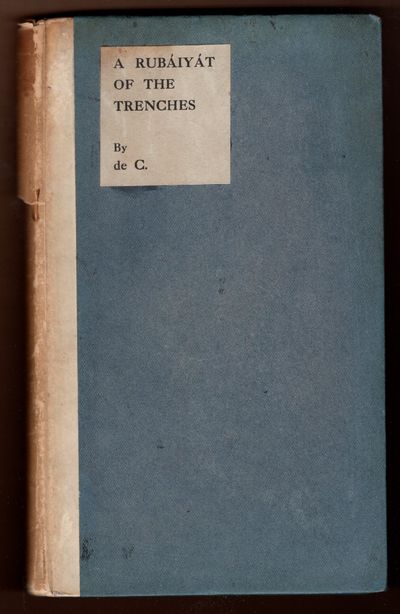 A RUBÁIYÁT
OF THE
TRENCHES
By
de C.